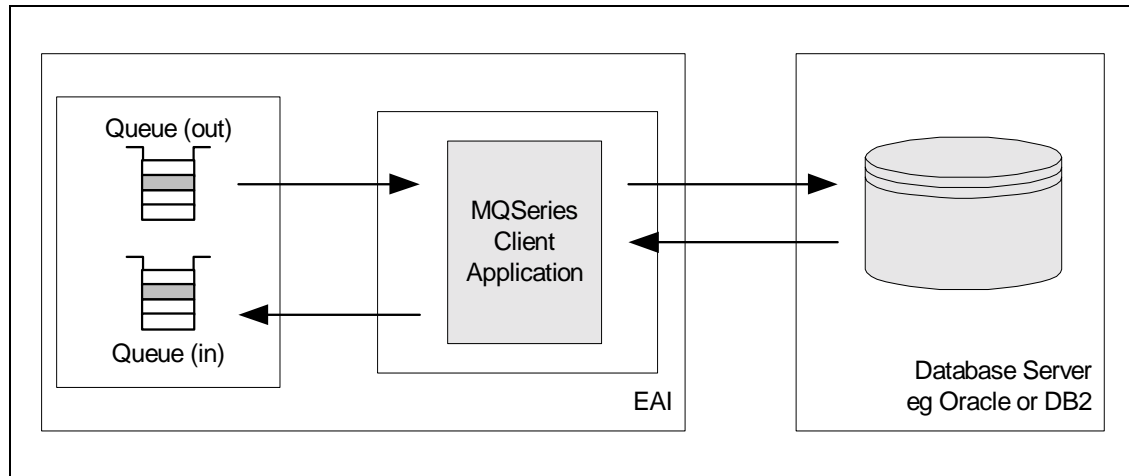 Queue (out)
Queue (in)
MQSeries
Client
Application
EAI
Database Server
eg Oracle or DB2